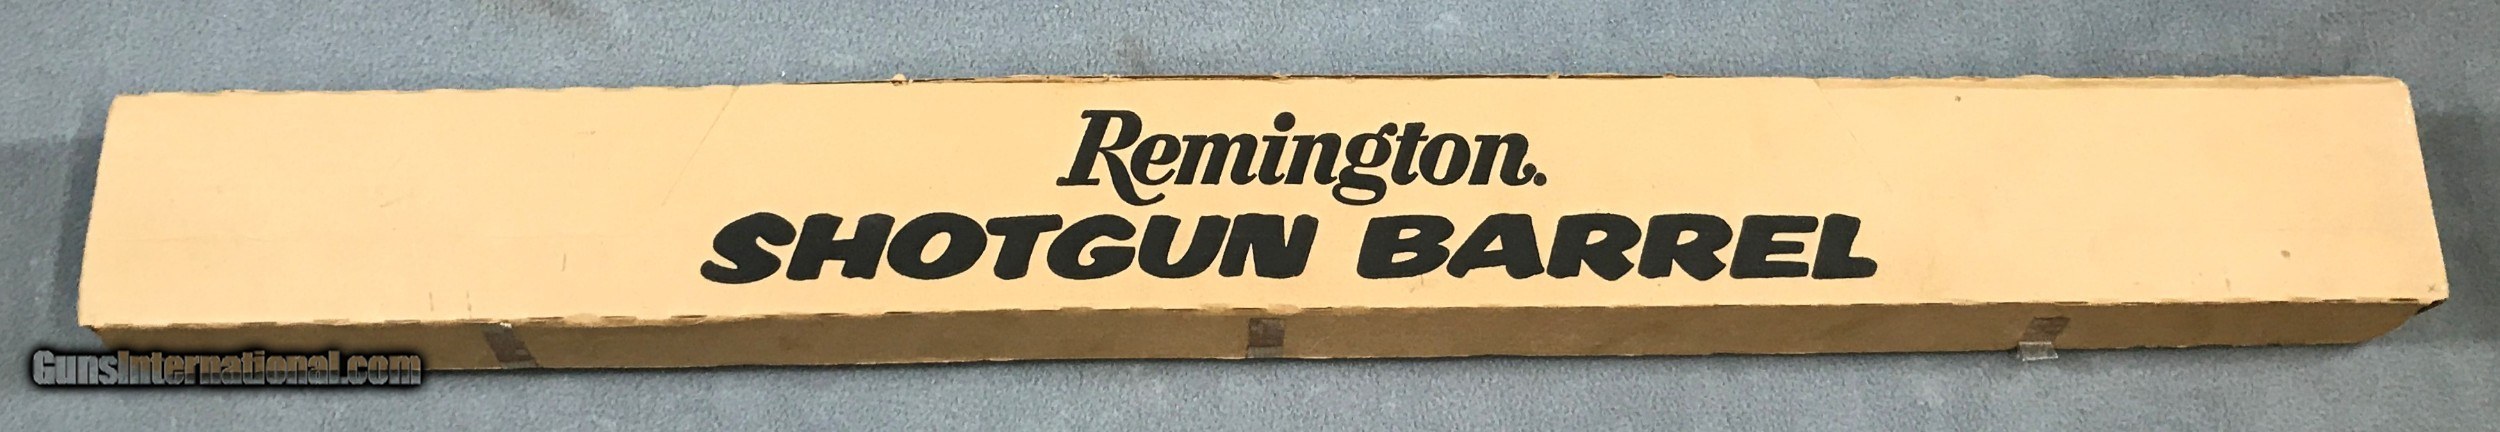 Remington.
SHOTGUN BARREL
GunsInternational.com